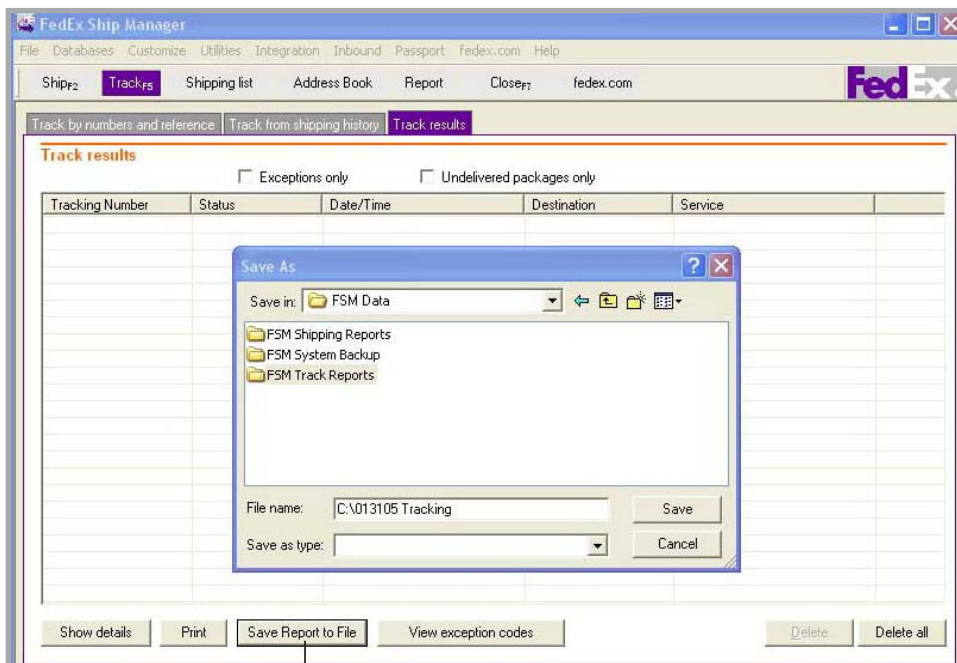 FedEx Ship Manager
File Databases Customize Utilities Integration Inbound Passport fedex.com Help
ShipF2 TrackF5 Shipping list Address Book Report CloseF7 fedex.com FedEx
Track by numbers and reference Track from shipping history Track results
Track results
Exceptions only Undelivered packages only
Tracking Number Status Date/Time Destination Service
Save As
Save in: FSM Data
FSM Shipping Reports
FSM System Backup
FSM Track Reports
File name: C:\013105 Tracking Save
Save as type: Cancel
Show details Print Save Report to File View exception codes Delete Delete all